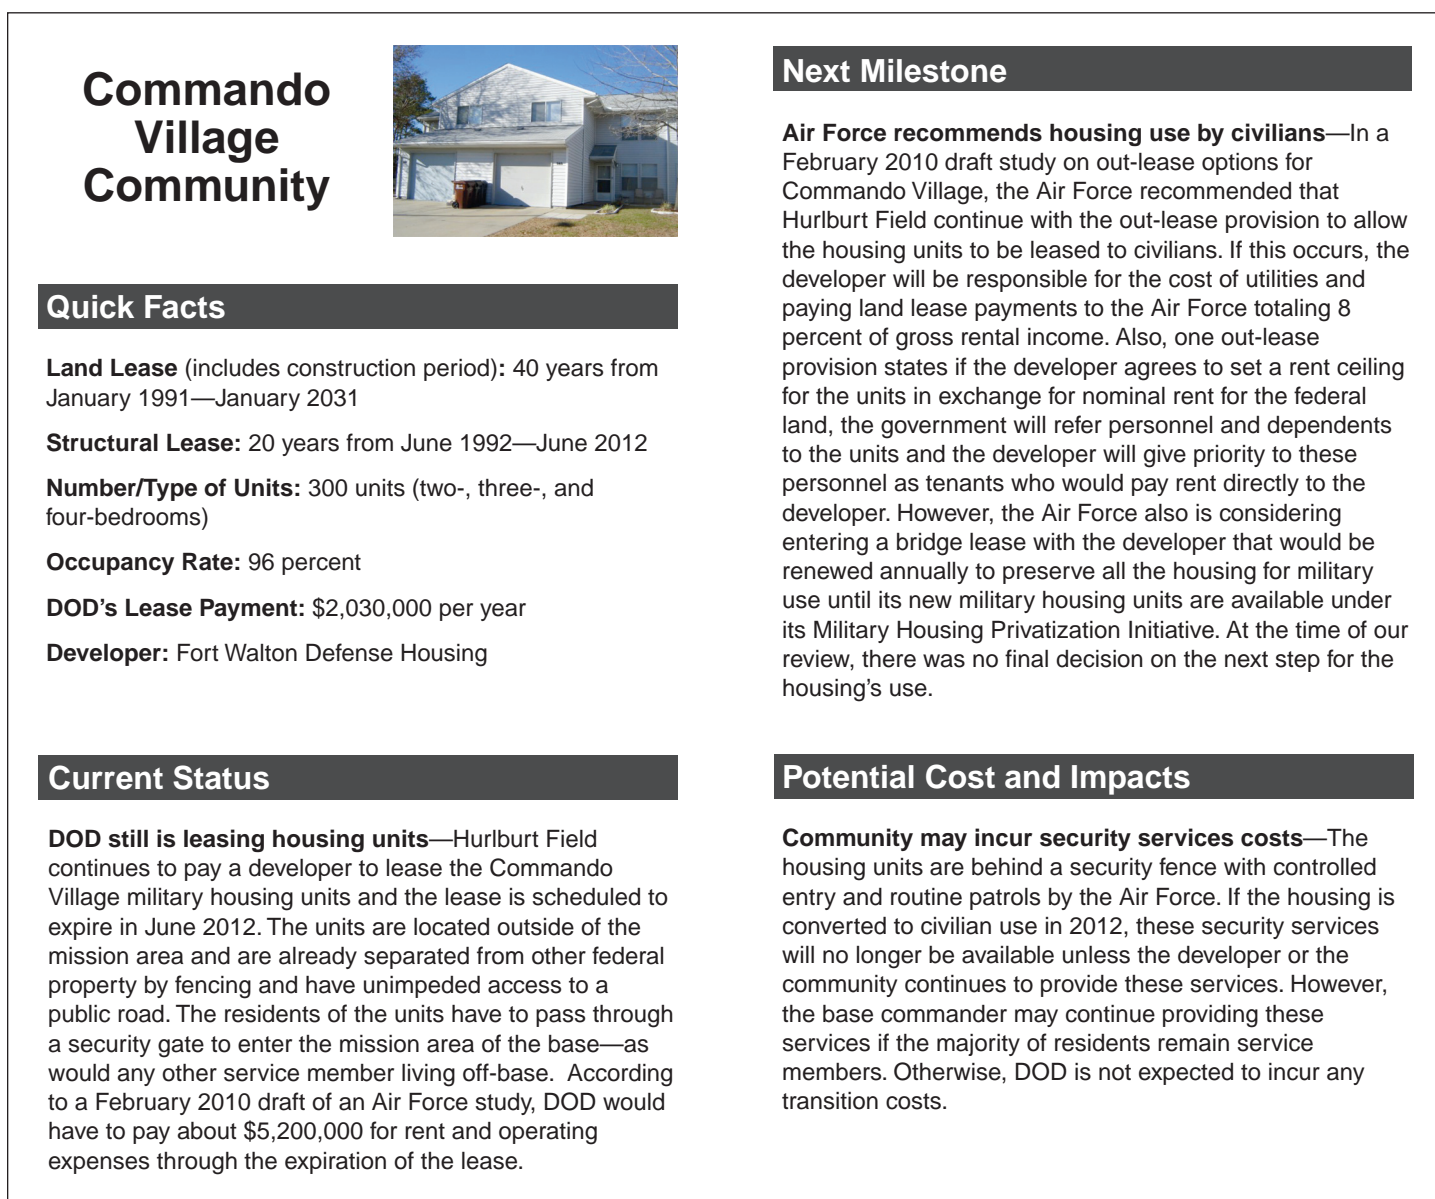 Commando
Village
Community
Quick Facts
Land Lease (includes construction period): 40 years from
January 1991—January 2031
Structural Lease: 20 years from June 1992—June 2012
Number/Type of Units: 300 units (two-, three-, and
four-bedrooms)
Occupancy Rate: 96 percent
DOD’s Lease Payment: $2,030,000 per year
Developer: Fort Walton Defense Housing
Current Status
DOD still is leasing housing units—Hurlburt Field
continues to pay a developer to lease the Commando
Village military housing units and the lease is scheduled to
expire in June 2012. The units are located outside of the
mission area and are already separated from other federal
property by fencing and have unimpeded access to a
public road. The residents of the units have to pass through
a security gate to enter the mission area of the base—as
would any other service member living off-base.  According
to a February 2010 draft of an Air Force study, DOD would
have to pay about $5,200,000 for rent and operating
expenses through the expiration of the lease.
Next Milestone
Air Force recommends housing use by civilians—In a
February 2010 draft study on out-lease options for
Commando Village, the Air Force recommended that
Hurlburt Field continue with the out-lease provision to allow
the housing units to be leased to civilians. If this occurs, the
developer will be responsible for the cost of utilities and
paying land lease payments to the Air Force totaling 8
percent of gross rental income. Also, one out-lease
provision states if the developer agrees to set a rent ceiling
for the units in exchange for nominal rent for the federal
land, the government will refer personnel and dependents
to the units and the developer will give priority to these
personnel as tenants who would pay rent directly to the
developer. However, the Air Force also is considering
entering a bridge lease with the developer that would be
renewed annually to preserve all the housing for military
use until its new military housing units are available under
its Military Housing Privatization Initiative. At the time of our
review, there was no final decision on the next step for the
housing’s use.
Potential Cost and Impacts
Community may incur security services costs—The
housing units are behind a security fence with controlled
entry and routine patrols by the Air Force. If the housing is
converted to civilian use in 2012, these security services
will no longer be available unless the developer or the
community continues to provide these services. However,
the base commander may continue providing these
services if the majority of residents remain service
members. Otherwise, DOD is not expected to incur any
transition costs.